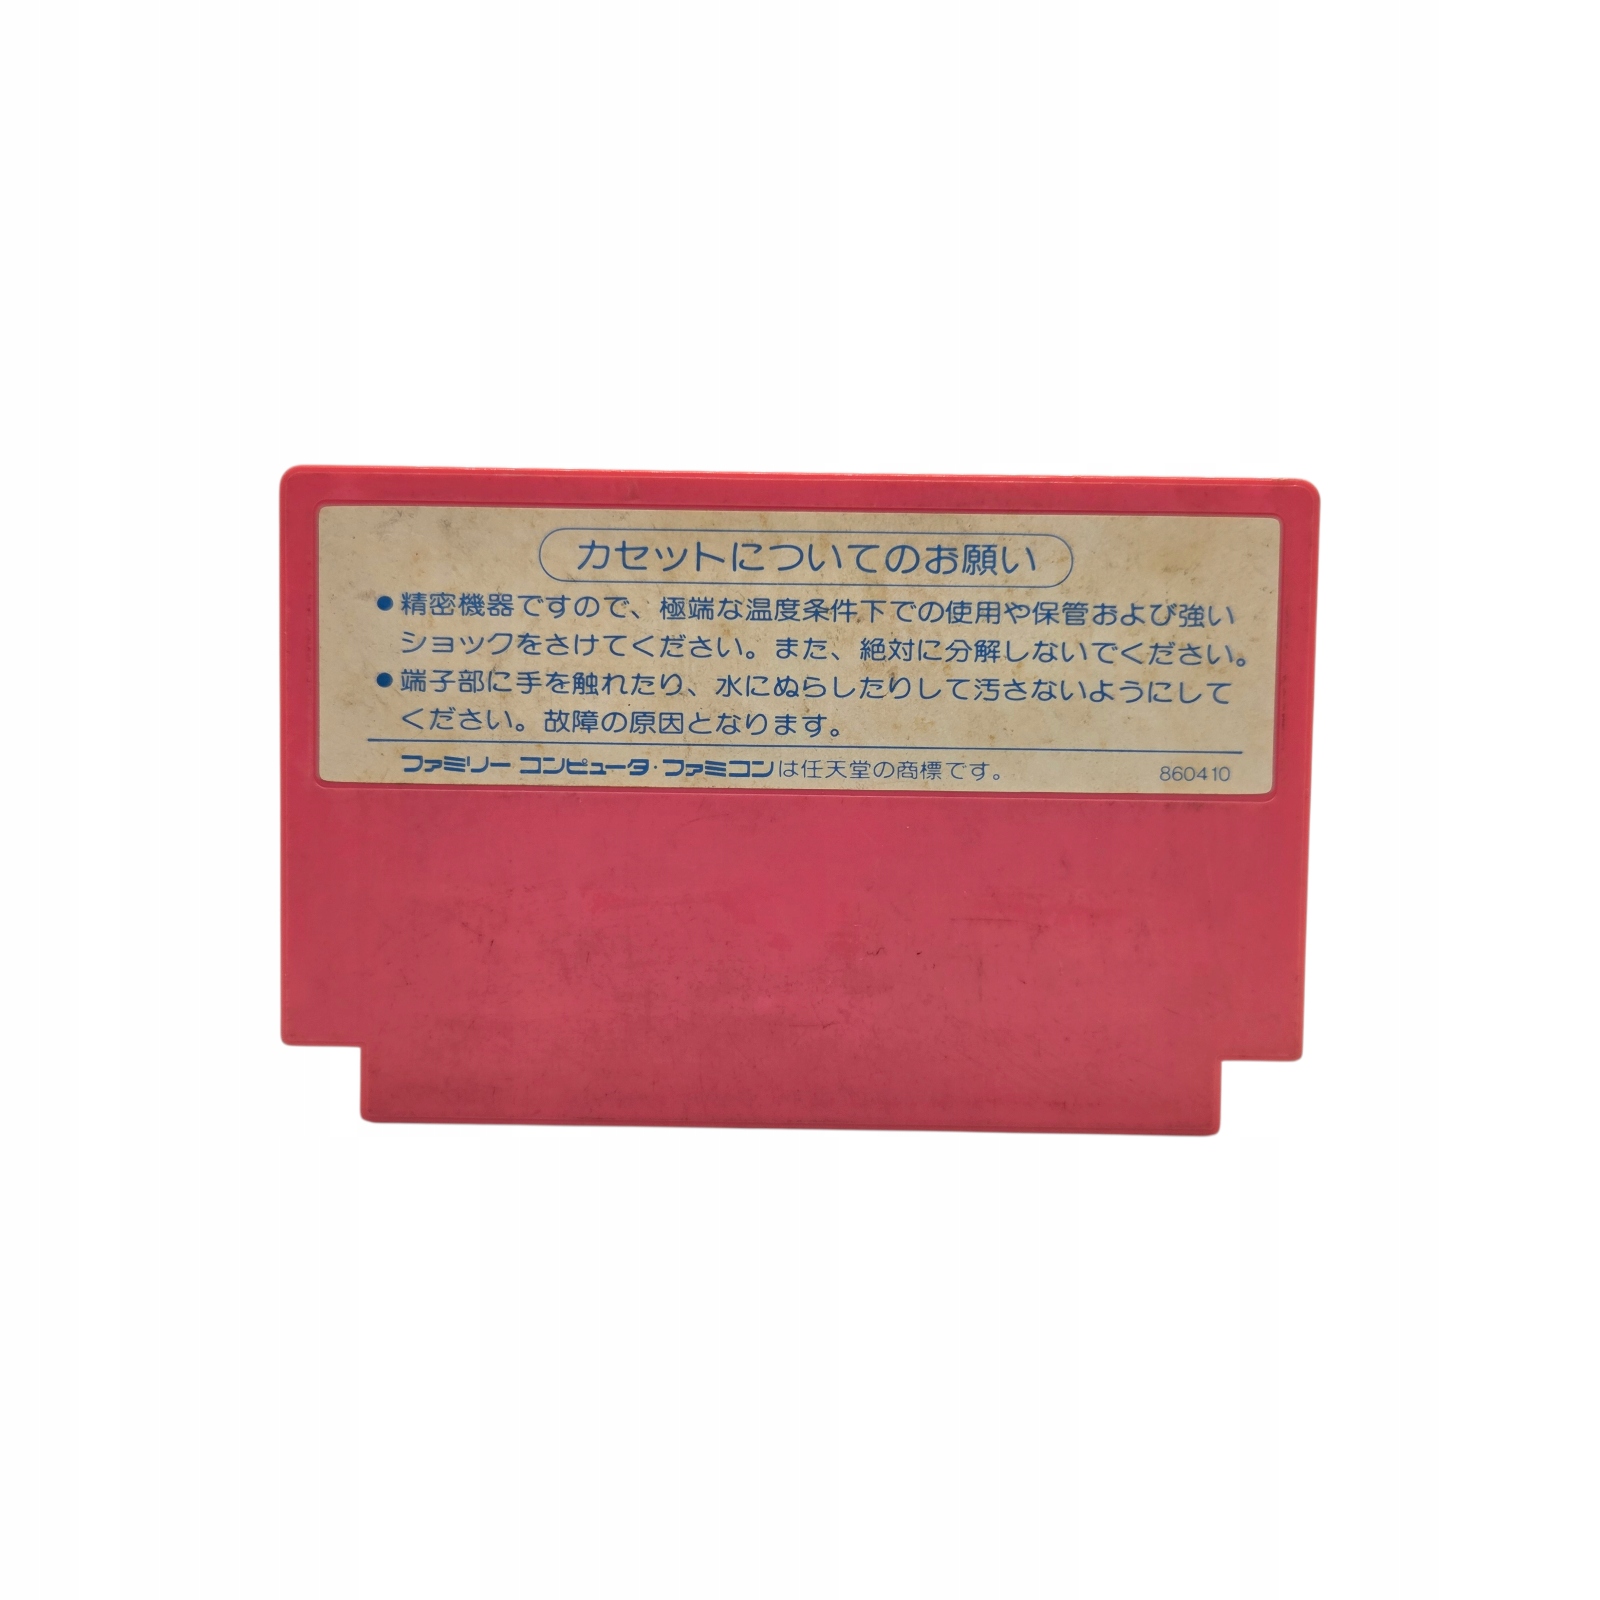 カセットについてのお願い
●精密機器ですので、極端な温度条件下での使用や保管および強い
ショックをさけてください。また、絶対に分解しないでください。
●端子部に手を触れたり、水にぬらしたりして汚さないようにして
ください。故障の原因となります。
ファミリー コンピュータ・ファミコンは任天堂の商標です。 860410